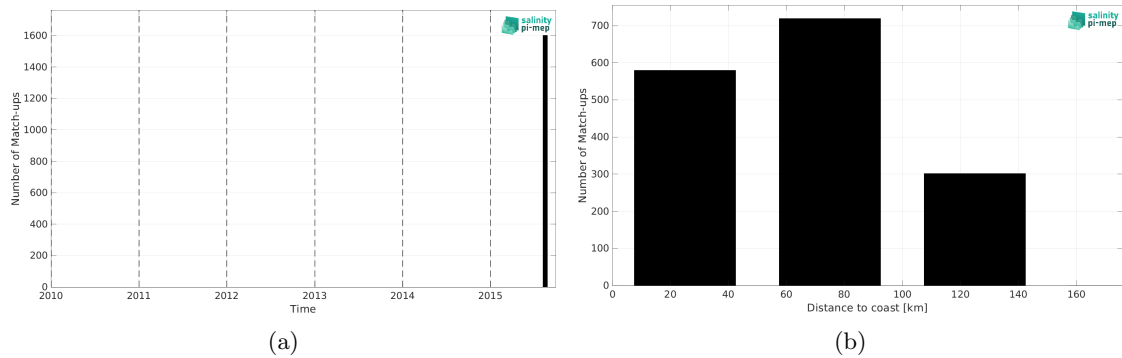 salinity
pi-mep
1600
1400
1200
1000
800
600
400
200
0
Number of Match-ups
2010 2011 2012 2013 2014 2015
Time
(a)
salinity
pi-mep
700
600
500
400
300
200
100
0
Number of Match-ups
0 20 40 60 80 100 120 140 160
Distance to coast [km]
(b)